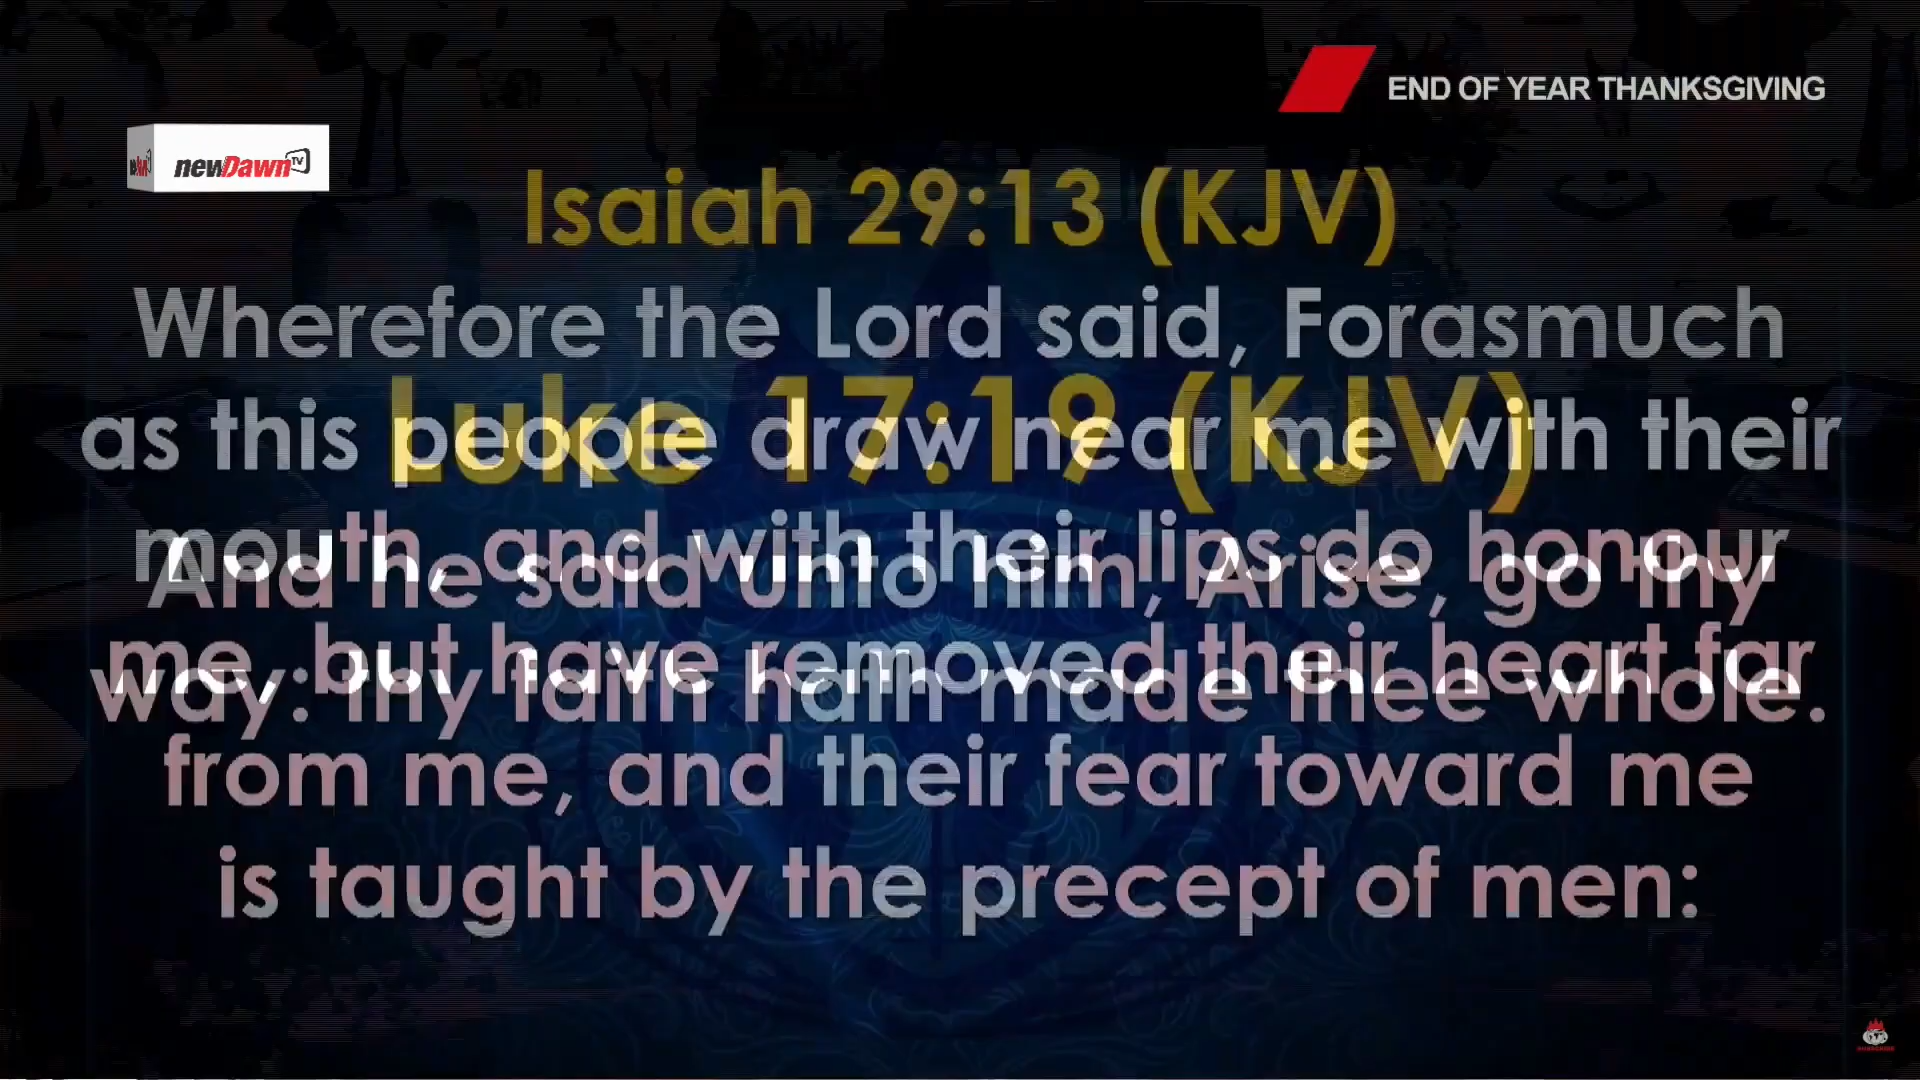 END OF YEAR THANKSGIVING
newDawn TV
Isaiah 29:13 (KJV)
Wherefore the Lord said, Forasmuch
as this people draw near me with their
mouth, and with their lips do honour
me, but have removed their heart far
from me, and their fear toward me
is taught by the precept of men:
Luke 17:19 (KJV)
And he said unto him, Arise, go thy
way: thy faith hath made thee whole.